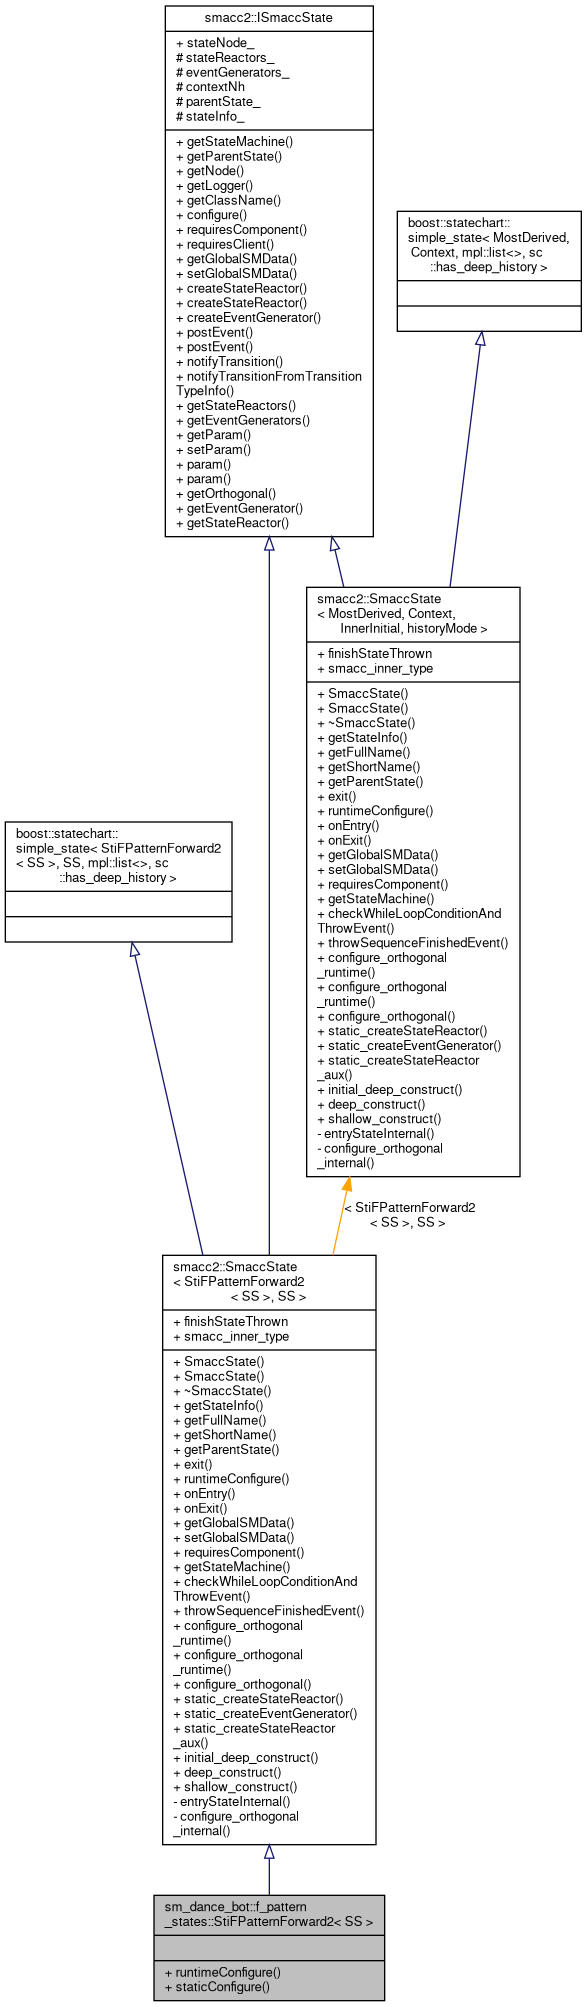 smacc2::ISmaccState
+ stateNode_
# stateReactors_
# eventGenerators_
# contextNh
# parentState_
# stateInfo_
+ getStateMachine()
+ getParentState()
+ getNode()
+ getLogger()
+ getClassName()
+ configure()
+ requiresComponent()
+ requiresClient()
+ getGlobalSMData()
+ setGlobalSMData()
+ createStateReactor()
+ createStateReactor()
+ createEventGenerator()
+ postEvent()
+ postEvent()
+ notifyTransition()
+ notifyTransitionFromTransition
TypeInfo()
+ getStateReactors()
+ getEventGenerators()
+ getParam()
+ setParam()
+ param()
+ param()
+ getOrthogonal()
+ getEventGenerator()
+ getStateReactor()
boost::statechart::
simple_state< MostDerived,
Context, mpl::list<>, sc
::has_deep_history >
smacc2::SmaccState
< MostDerived, Context,
InnerInitial, historyMode >
+ finishStateThrown
+ smacc_inner_type
+ SmaccState()
+ SmaccState()
+ ~SmaccState()
+ getStateInfo()
+ getFullName()
+ getShortName()
+ getParentState()
+ exit()
+ runtimeConfigure()
+ onEntry()
+ onExit()
+ getGlobalSMData()
+ setGlobalSMData()
+ requiresComponent()
+ getStateMachine()
+ checkWhileLoopConditionAnd
ThrowEvent()
+ throwSequenceFinishedEvent()
+ configure_orthogonal
_runtime()
+ configure_orthogonal
_runtime()
+ configure_orthogonal()
+ static_createStateReactor()
+ static_createEventGenerator()
+ static_createStateReactor
_aux()
+ initial_deep_construct()
+ deep_construct()
+ shallow_construct()
- entryStateInternal()
- configure_orthogonal
_internal()
boost::statechart::
simple_state< StiFPatternForward2
< SS >, SS, mpl::list<>, sc
::has_deep_history >
< StiFPatternForward2
< SS >, SS >
smacc2::SmaccState
< StiFPatternForward2
< SS >, SS >
+ finishStateThrown
+ smacc_inner_type
+ SmaccState()
+ SmaccState()
+ ~SmaccState()
+ getStateInfo()
+ getFullName()
+ getShortName()
+ getParentState()
+ exit()
+ runtimeConfigure()
+ onEntry()
+ onExit()
+ getGlobalSMData()
+ setGlobalSMData()
+ requiresComponent()
+ getStateMachine()
+ checkWhileLoopConditionAnd
ThrowEvent()
+ throwSequenceFinishedEvent()
+ configure_orthogonal
_runtime()
+ configure_orthogonal
_runtime()
+ configure_orthogonal()
+ static_createStateReactor()
+ static_createEventGenerator()
+ static_createStateReactor
_aux()
+ initial_deep_construct()
+ deep_construct()
+ shallow_construct()
- entryStateInternal()
- configure_orthogonal
_internal()
sm_dance_bot::f_pattern
_states::StiFPatternForward2< SS >
+ runtimeConfigure()
+ staticConfigure()